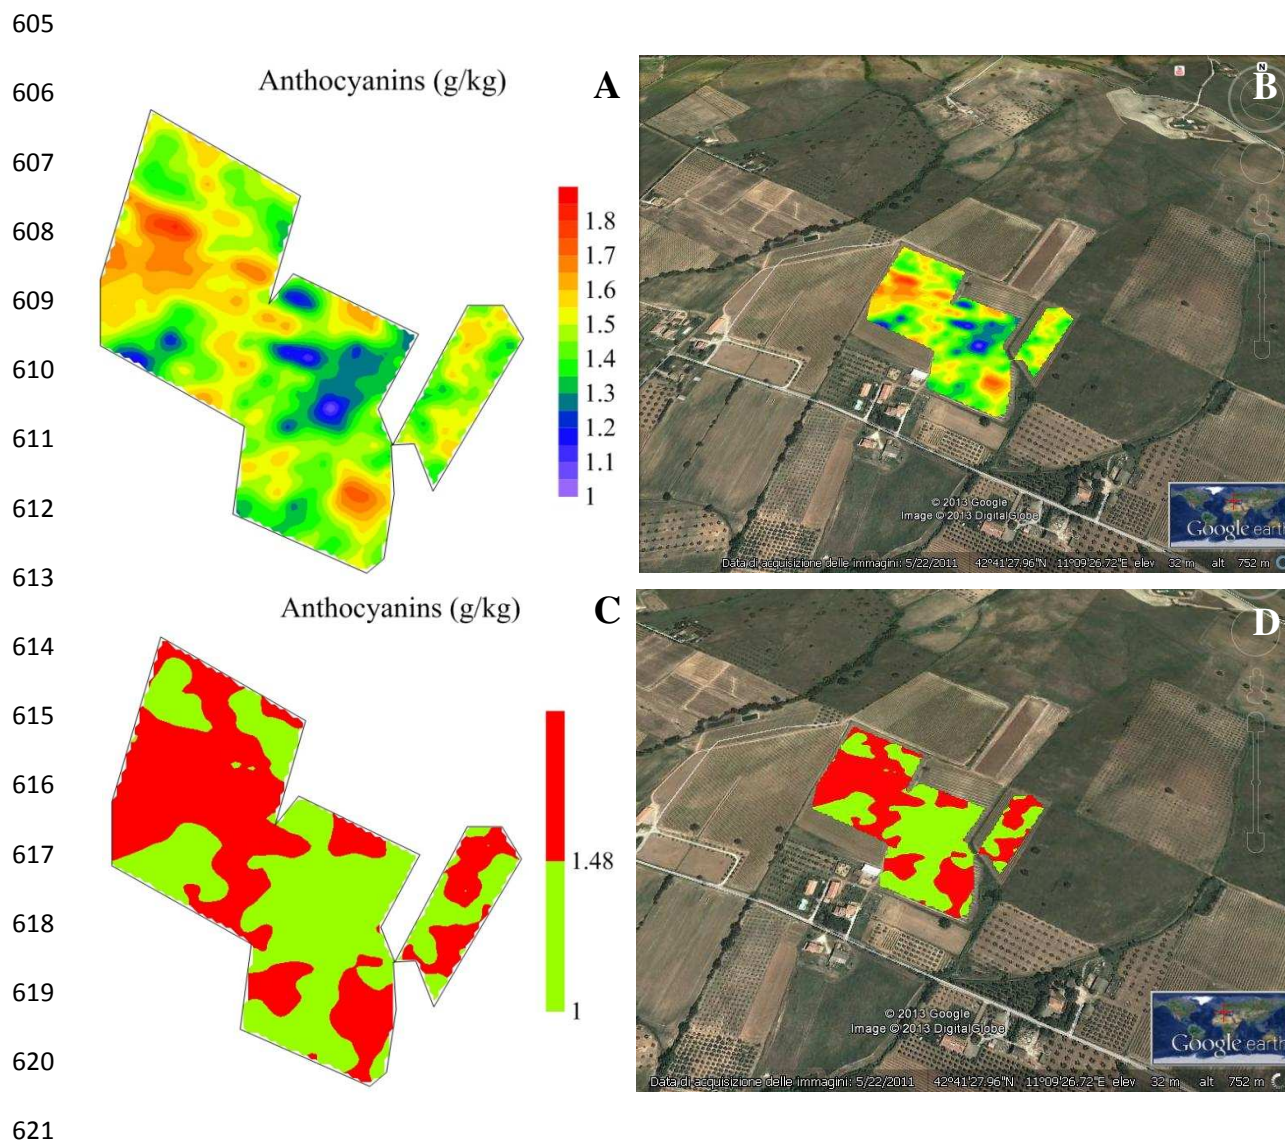 605
606
Anthocyanins (g/kg)
A
B
N
607
608
1.8
1.7
609
1.6
1.5
610
1.4
1.3
611
1.2
1.1
612
1
© 2013 Google
Image © 2013 DigitalGlobe
Google earth
Data di acquisizione delle immagini: 5/22/2011 42°41'27.96"N 11°09'26.72"E elev 32 m alt 752 m
613
Anthocyanins (g/kg)
C
D
614
615
616
617
1.48
618
619
1
620
© 2013 Google
Image © 2013 DigitalGlobe
Google earth
Data di acquisizione delle immagini: 5/22/2011 42°41'27.96"N 11°09'26.72"E elev 32 m alt 752 m
621